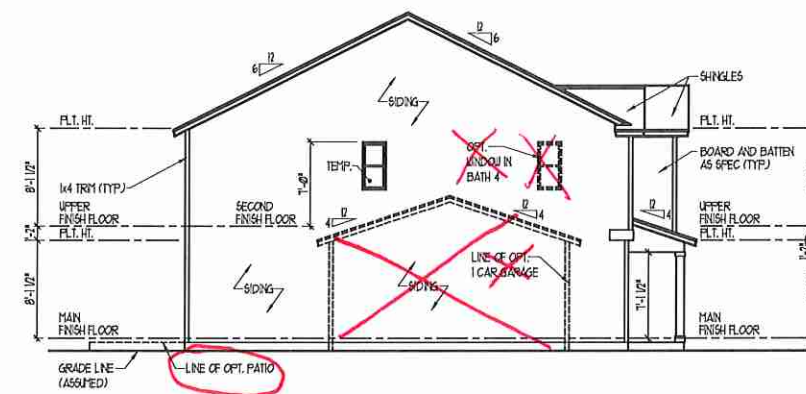 12
6
12
6
SHINGLES
PLT. HT.
SIDING
PLT. HT.
OPT.
WINDOW IN
BATH 4
TEMP.
BOARD AND BATTEN
AS SPEC (TYP.)
8'-1 1/2"
1x4 TRIM (TYP.)
7'-0"
UPPER
FINISH FLOOR
SECOND
FINISH FLOOR
12
4
12
4
12
4
UPPER
FINISH FLOOR
1'-2"
PLT. HT.
PLT. HT.
LINE OF OPT.
1 CAR GARAGE
SIDING
SIDING
8'-1 1/2"
7'-1 1/2"
MAIN
FINISH FLOOR
MAIN
FINISH FLOOR
GRADE LINE
(ASSUMED)
LINE OF OPT. PATIO